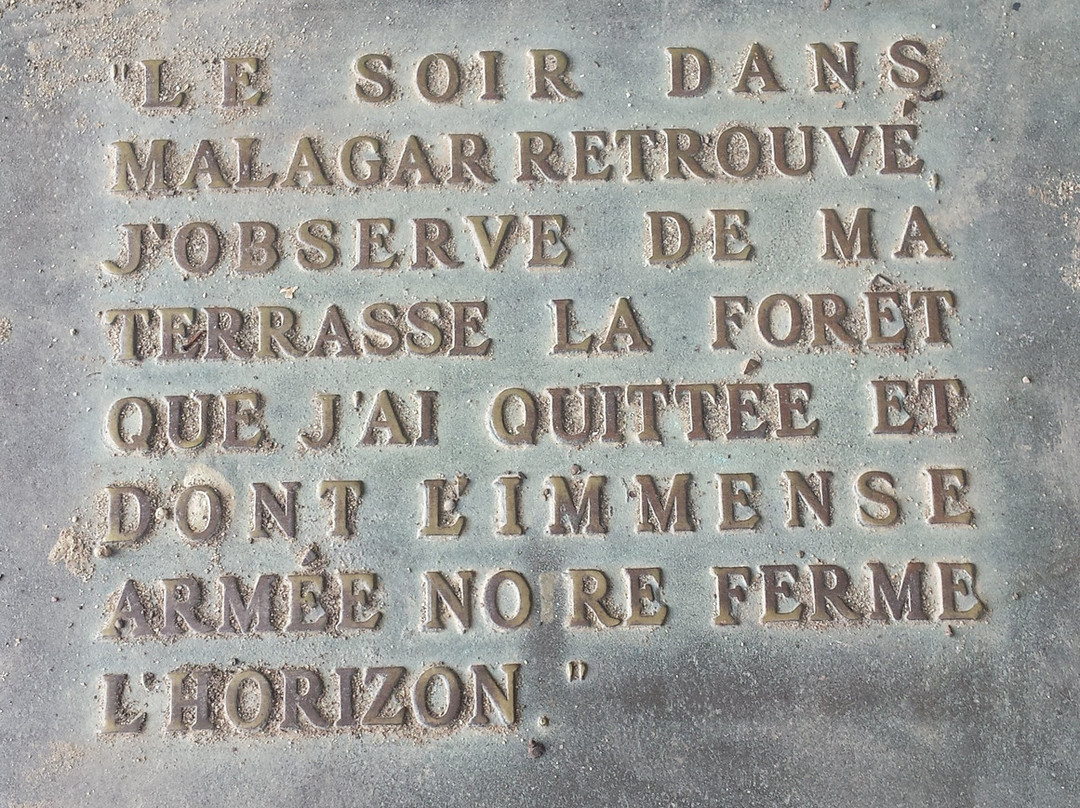 "LE SOIR DANS
MALAGAR RETROUVÉ,
J'OBSERVE DE MA
TERRASSE LA FORÊT
QUE J'AI QUITTÉE ET
DONT L'IMMENSE
ARMÉE NOIRE FERME
L'HORIZON."